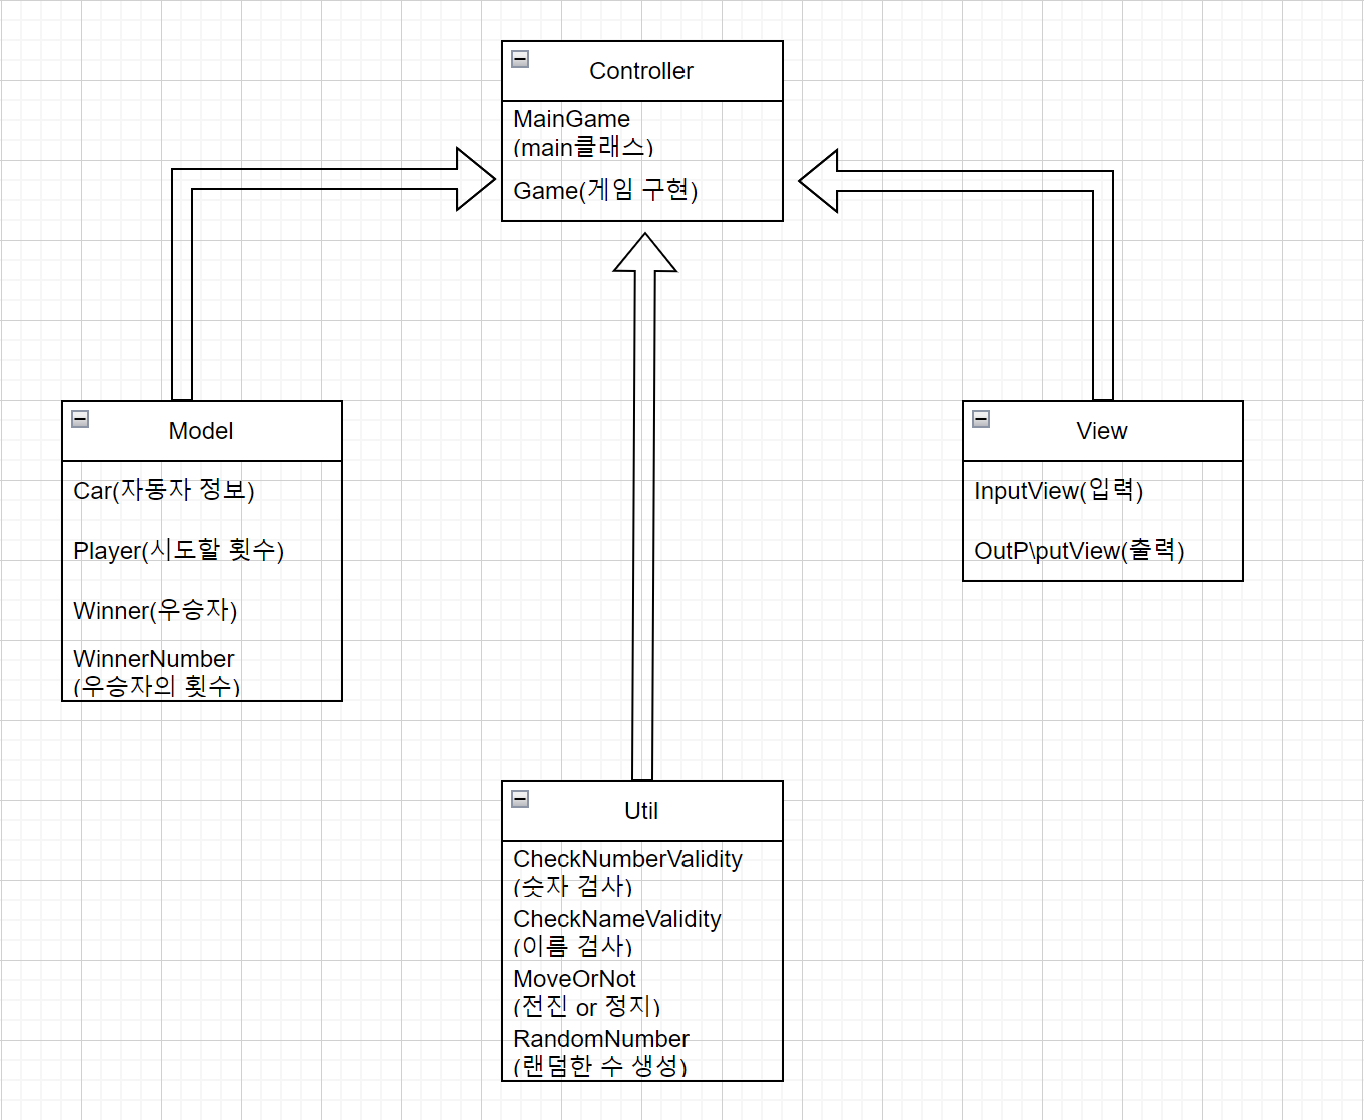 Controller
MainGame
(main클래스)
Game(게임 구현)
Model
Car(자동자 정보)
Player(시도할 횟수)
Winner(우승자)
WinnerNumber
(우승자의 횟수)
View
InputView(입력)
OutP\putView(출력)
Util
CheckNumberValidity
(숫자 검사)
CheckNameValidity
(이름 검사)
MoveOrNot
(전진 or 정지)
RandomNumber
(랜덤한 수 생성)